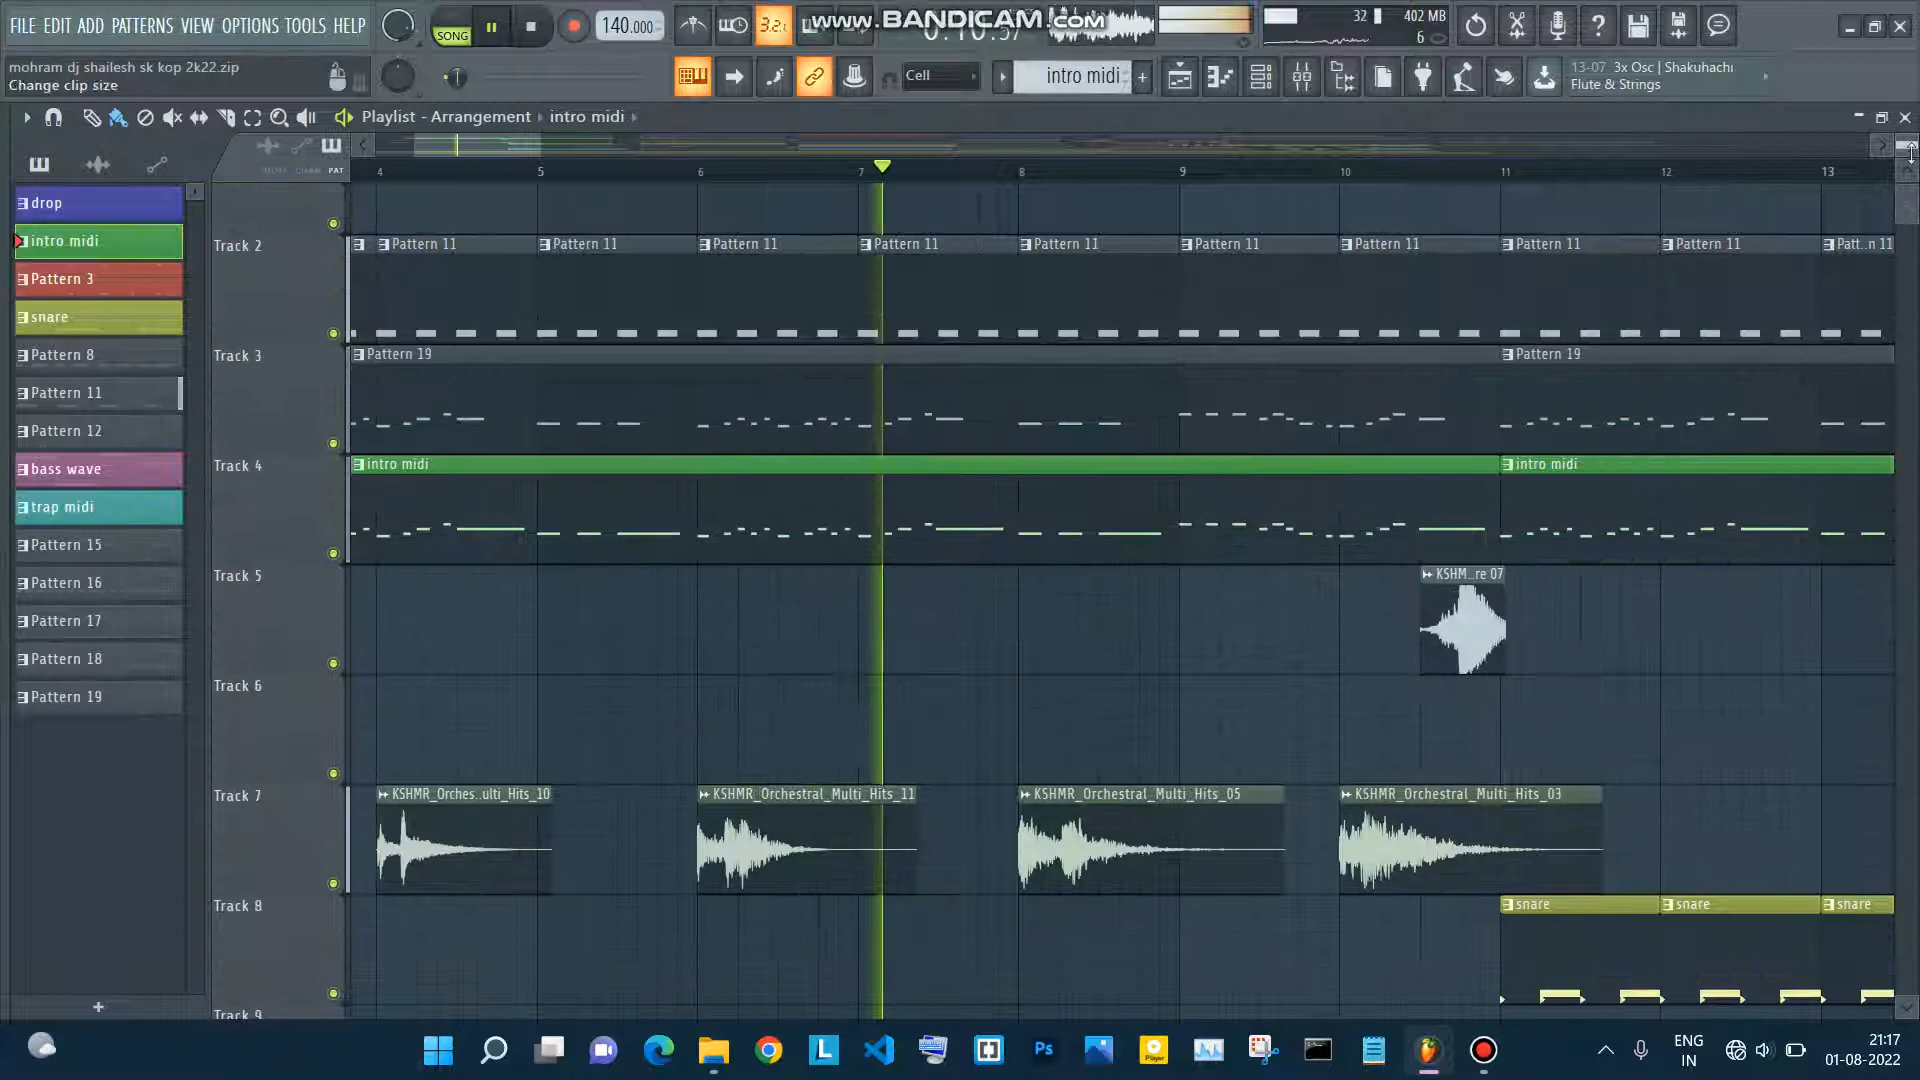 FILE EDIT ADD PATTERNS VIEW OPTIONS TOOLS HELP
SONG
140.000
3.2.
www.BANDICAM.com
32
402 MB
6
mohram dj shailesh sk kop 2k22.zip
Change clip size
Cell
intro midi
+
13-07 3x Osc | Shakuhachi
Flute & Strings
Playlist - Arrangement › intro midi ›
PAT
4 5 6 7 8 9 10 11 12 13
drop
intro midi
Pattern 3
snare
Pattern 8
Pattern 11
Pattern 12
bass wave
trap midi
Pattern 15
Pattern 16
Pattern 17
Pattern 18
Pattern 19
+
Track 2
Pattern 11 Pattern 11 Pattern 11 Pattern 11 Pattern 11 Pattern 11 Pattern 11 Pattern 11 Pattern 11 Patt..n 11
Track 3
Pattern 19 Pattern 19
Track 4
intro midi intro midi
Track 5
KSHM...re 07
Track 6
Track 7
KSHMR_Orches..ulti_Hits_10 KSHMR_Orchestral_Multi_Hits_11 KSHMR_Orchestral_Multi_Hits_05 KSHMR_Orchestral_Multi_Hits_03
Track 8
snare snare snare
Track 9
L
Ps
Player
ENG
IN
21:17
01-08-2022